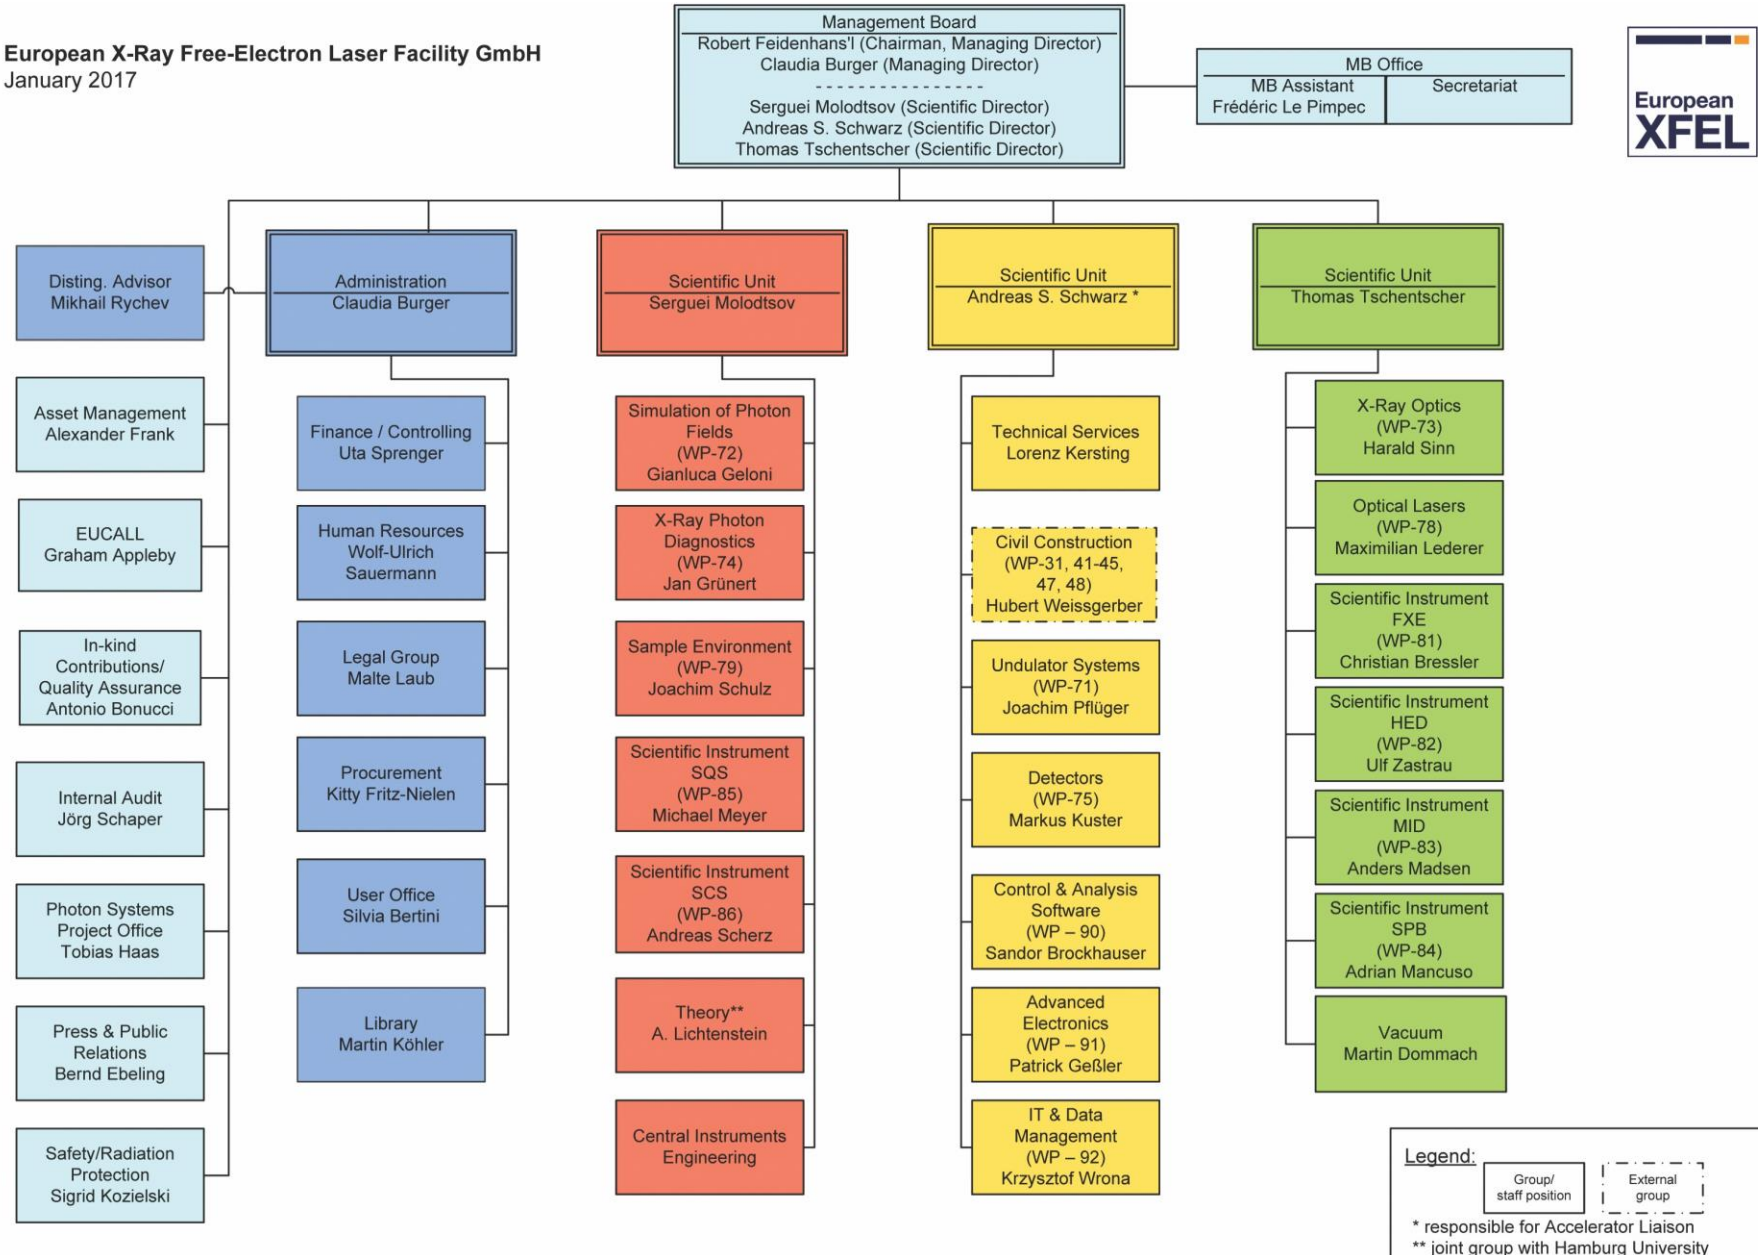 European X-Ray Free-Electron Laser Facility GmbH
January 2017
Management Board
Robert Feidenhans'l (Chairman, Managing Director)
Claudia Burger (Managing Director)
Serguei Molodtsov (Scientific Director)
Andreas S. Schwarz (Scientific Director)
Thomas Tschentscher (Scientific Director)
MB Office
MB Assistant
Frédéric Le Pimpec
Secretariat
European
XFEL
Disting. Advisor
Mikhail Rychev
Asset Management
Alexander Frank
EUCALL
Graham Appleby
In-kind
Contributions/
Quality Assurance
Antonio Bonucci
Internal Audit
Jörg Schaper
Photon Systems
Project Office
Tobias Haas
Press & Public
Relations
Bernd Ebeling
Safety/Radiation
Protection
Sigrid Kozielski
Administration
Claudia Burger
Finance / Controlling
Uta Sprenger
Human Resources
Wolf-Ulrich
Sauermann
Legal Group
Malte Laub
Procurement
Kitty Fritz-Nielen
User Office
Silvia Bertini
Library
Martin Köhler
Scientific Unit
Serguei Molodtsov
Simulation of Photon
Fields
(WP-72)
Gianluca Geloni
X-Ray Photon
Diagnostics
(WP-74)
Jan Grünert
Sample Environment
(WP-79)
Joachim Schulz
Scientific Instrument
SQS
(WP-85)
Michael Meyer
Scientific Instrument
SCS
(WP-86)
Andreas Scherz
Theory**
A. Lichtenstein
Central Instruments
Engineering
Scientific Unit
Andreas S. Schwarz *
Technical Services
Lorenz Kersting
Civil Construction
(WP-31, 41-45,
47, 48)
Hubert Weissgerber
Undulator Systems
(WP-71)
Joachim Pflüger
Detectors
(WP-75)
Markus Kuster
Control & Analysis
Software
(WP – 90)
Sandor Brockhauser
Advanced
Electronics
(WP – 91)
Patrick Geßler
IT & Data
Management
(WP – 92)
Krzysztof Wrona
Scientific Unit
Thomas Tschentscher
X-Ray Optics
(WP-73)
Harald Sinn
Optical Lasers
(WP-78)
Maximilian Lederer
Scientific Instrument
FXE
(WP-81)
Christian Bressler
Scientific Instrument
HED
(WP-82)
Ulf Zastrau
Scientific Instrument
MID
(WP-83)
Anders Madsen
Scientific Instrument
SPB
(WP-84)
Adrian Mancuso
Vacuum
Martin Dommach
Legend:
Group/
staff position
External
group
* responsible for Accelerator Liaison
** joint group with Hamburg University